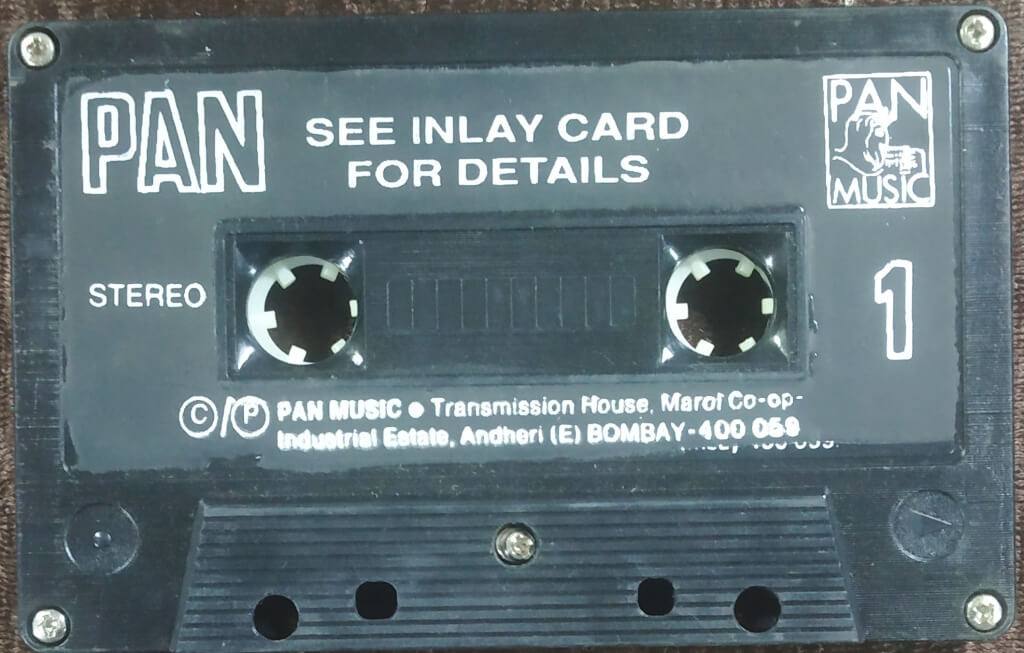 PAN
SEE INLAY CARD
FOR DETAILS
PAN
MUSIC
STEREO
1
©/℗ PAN MUSIC ● Transmission House, Marol Co-op-
Industrial Estate, Andheri (E) BOMBAY-400 059